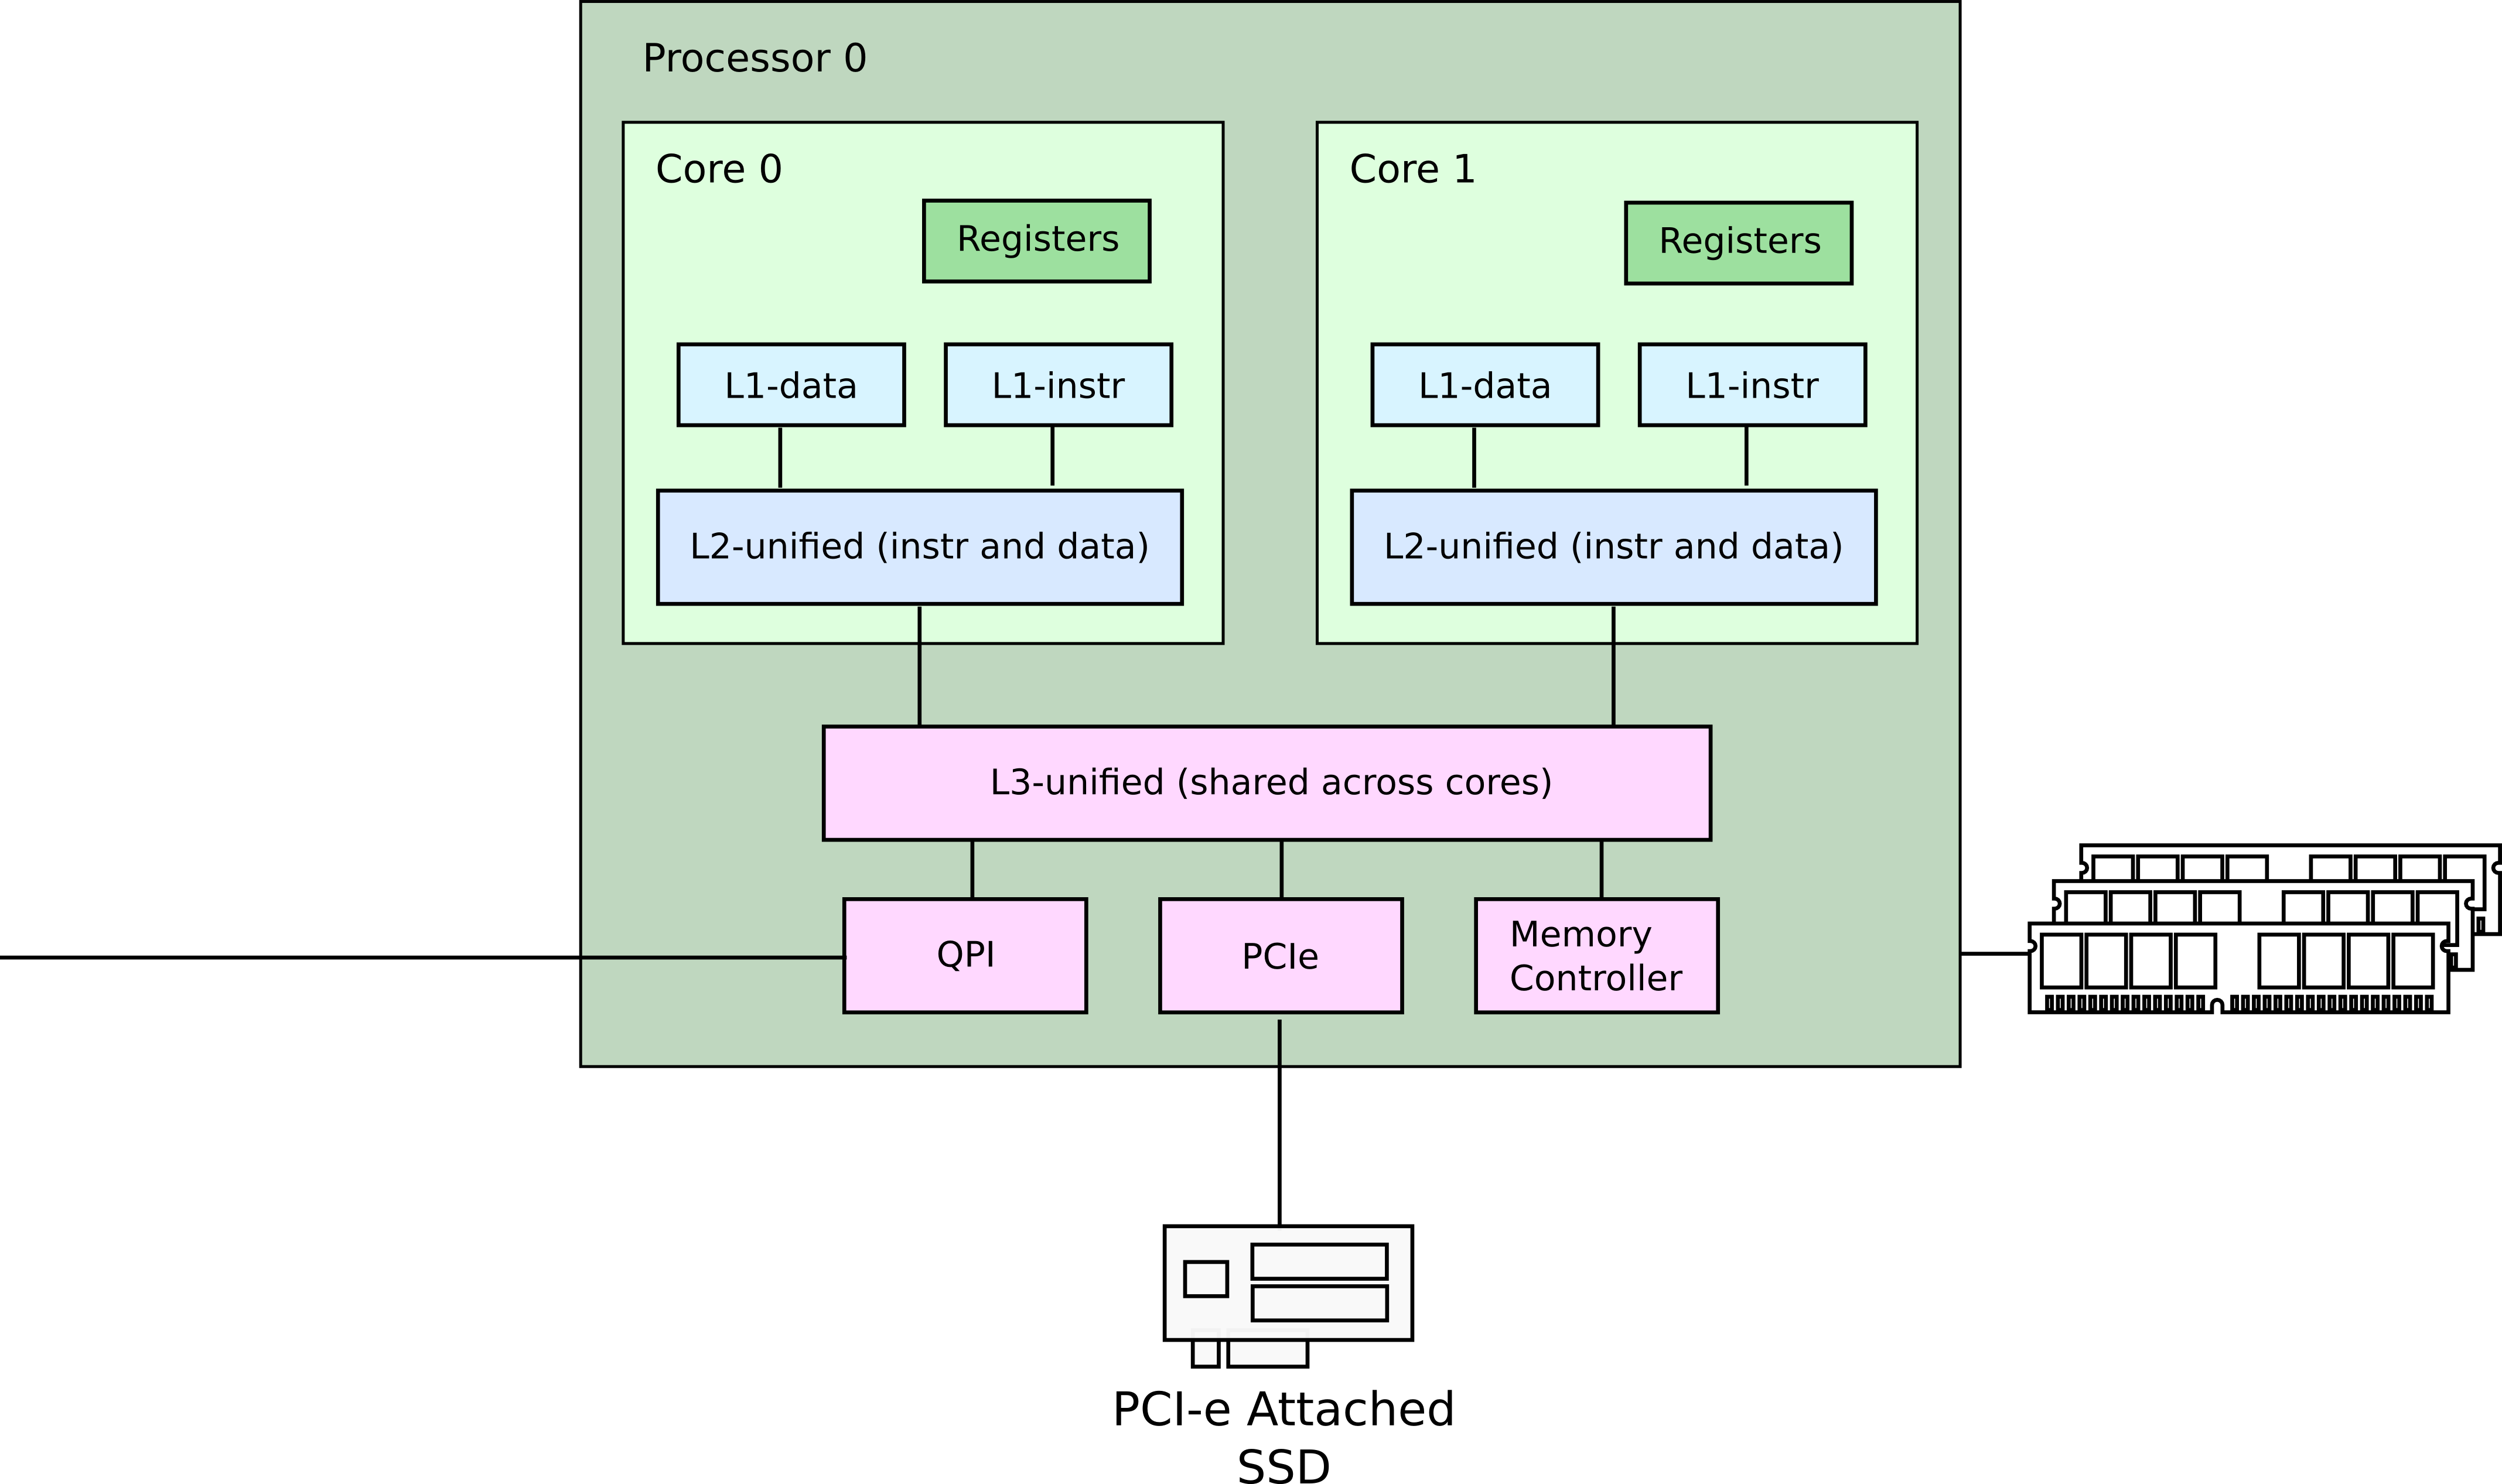 Processor 0
Core 0
Core 1
Registers
Registers
L1-data
L1-instr
L1-data
L1-instr
L2-unified (instr and data)
L2-unified (instr and data)
L3-unified (shared across cores)
QPI
PCIe
Memory
Controller
PCI-e Attached
SSD